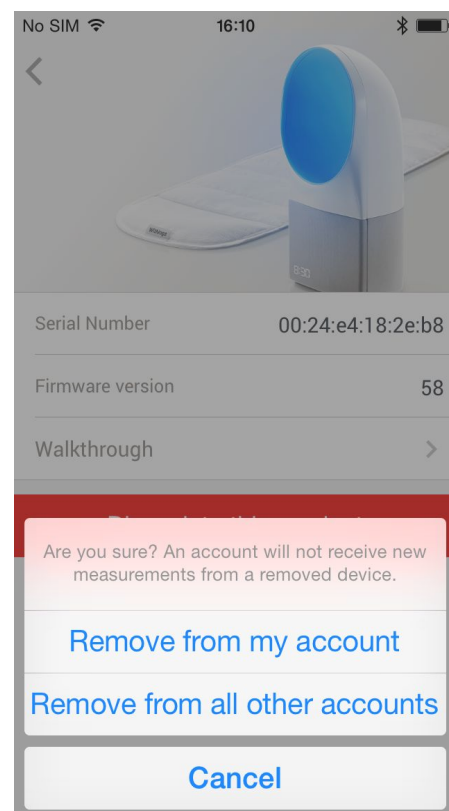 No SIM 16:10
8:30
Serial Number 00:24:e4:18:2e:b8
Firmware version 58
Walkthrough
Are you sure? An account will not receive new
measurements from a removed device.
Remove from my account
Remove from all other accounts
Cancel